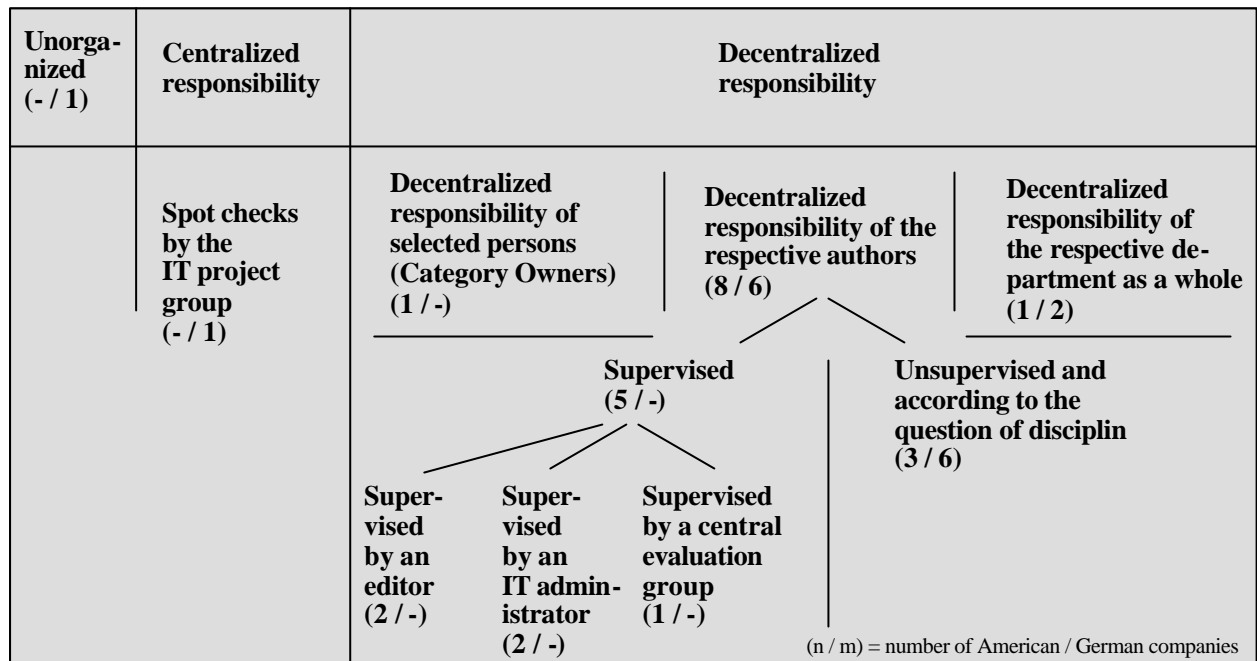 Unorga-
nized
(- / 1)
Centralized
responsibility
Decentralized
responsibility
Spot checks
by the
IT project
group
(- / 1)
Decentralized
responsibility of
selected persons
(Category Owners)
(1 / -)
Decentralized
responsibility of the
respective authors
(8 / 6)
Decentralized
responsibility of
the respective de-
partment as a whole
(1 / 2)
Supervised
(5 / -)
Unsupervised and
according to the
question of disciplin
(3 / 6)
Super-
vised
by an
editor
(2 / -)
Super-
vised
by an
IT admin-
istrator
(2 / -)
Supervised
by a central
evaluation
group
(1 / -)
(n / m) = number of American / German companies